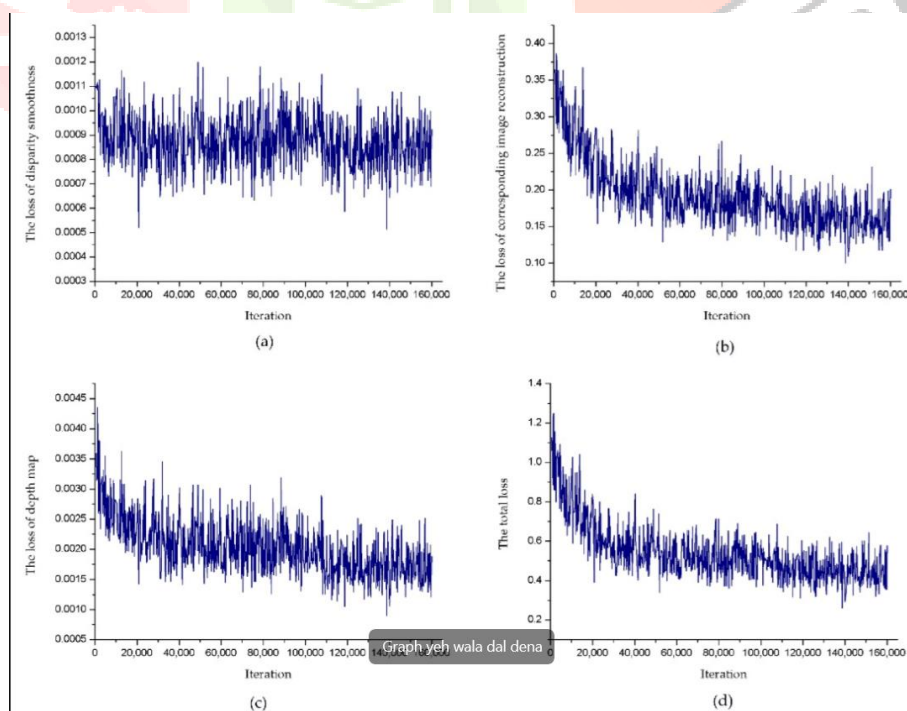 The loss of disparity smoothness
0.0013
0.0012
0.0011
0.0010
0.0009
0.0008
0.0007
0.0006
0.0005
0.0004
0.0003
0 20,000 40,000 60,000 80,000 100,000 120,000 140,000 160,000
Iteration
(a)
The loss of corresponding image reconstruction
0.40
0.35
0.30
0.25
0.20
0.15
0.10
0 20,000 40,000 60,000 80,000 100,000 120,000 140,000 160,000
Iteration
(b)
The loss of depth map
0.0045
0.0040
0.0035
0.0030
0.0025
0.0020
0.0015
0.0010
0.0005
0 20,000 40,000 60,000 80,000 100,000 120,000 140,000 160,000
Iteration
(c)
The total loss
1.4
1.2
1.0
0.8
0.6
0.4
0.2
0 20,000 40,000 60,000 80,000 100,000 120,000 140,000 160,000
Iteration
(d)
Graph yeh wala dal dena